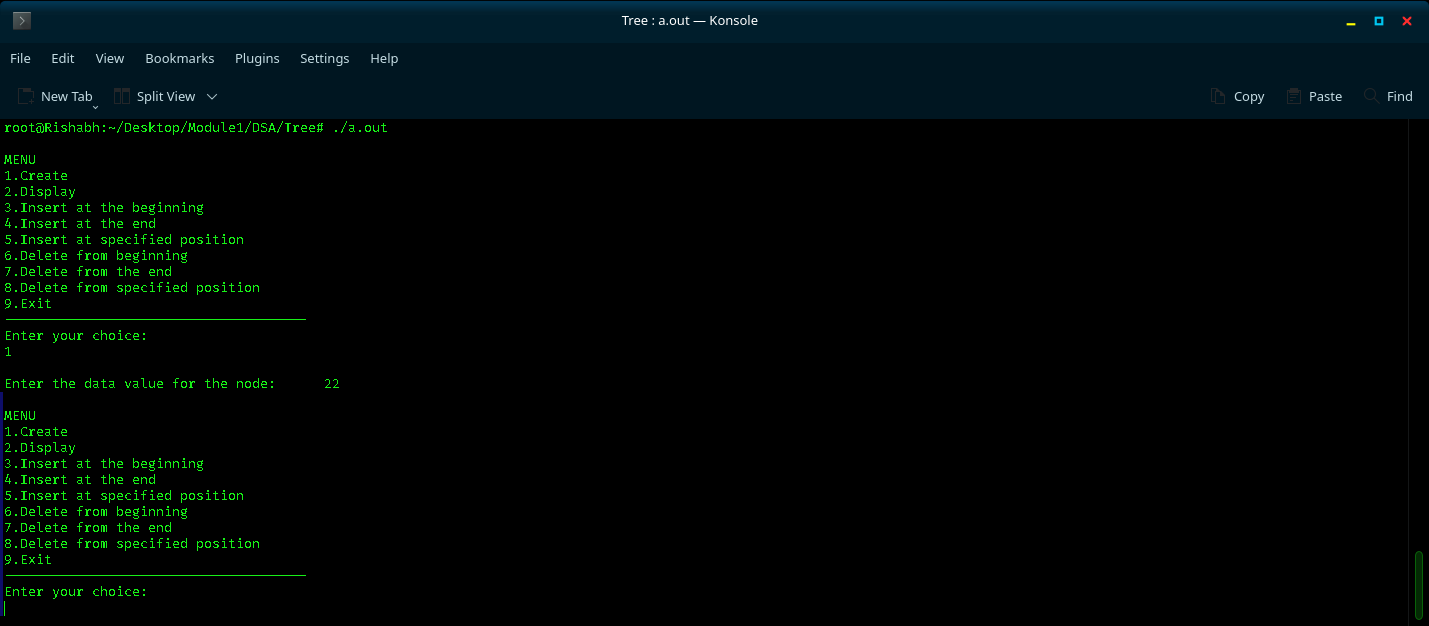 Tree : a.out — Konsole
File Edit View Bookmarks Plugins Settings Help
New Tab Split View Copy Paste Find
root@Rishabh:~/Desktop/Module1/DSA/Tree# ./a.out
MENU
1.Create
2.Display
3.Insert at the beginning
4.Insert at the end
5.Insert at specified position
6.Delete from beginning
7.Delete from the end
8.Delete from specified position
9.Exit
Enter your choice:
1
Enter the data value for the node: 22
MENU
1.Create
2.Display
3.Insert at the beginning
4.Insert at the end
5.Insert at specified position
6.Delete from beginning
7.Delete from the end
8.Delete from specified position
9.Exit
Enter your choice: